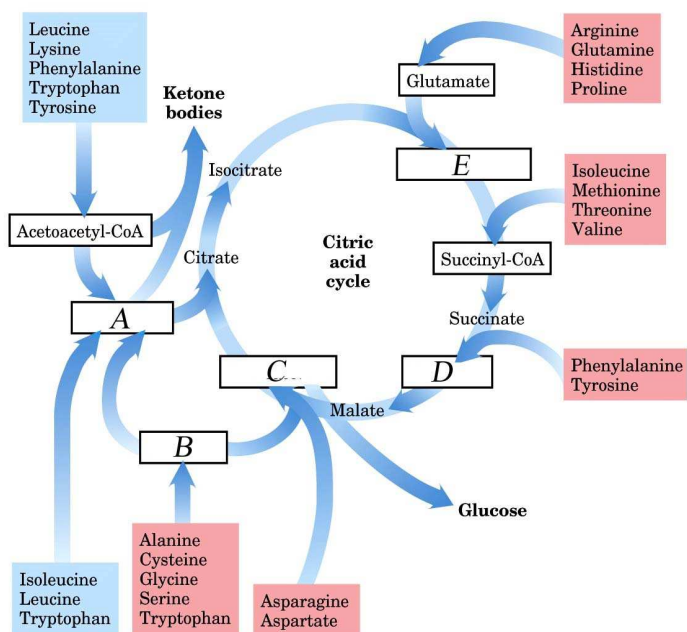 Leucine
Lysine
Phenylalanine
Tryptophan
Tyrosine
Ketone
bodies
Arginine
Glutamine
Histidine
Proline
Glutamate
E
Isocitrate
Isoleucine
Methionine
Threonine
Valine
Acetoacetyl-CoA
Citrate
Citric
acid
cycle
Succinyl-CoA
A
Succinate
C
D
Phenylalanine
Tyrosine
Malate
B
Glucose
Alanine
Cysteine
Glycine
Serine
Tryptophan
Isoleucine
Leucine
Tryptophan
Asparagine
Aspartate